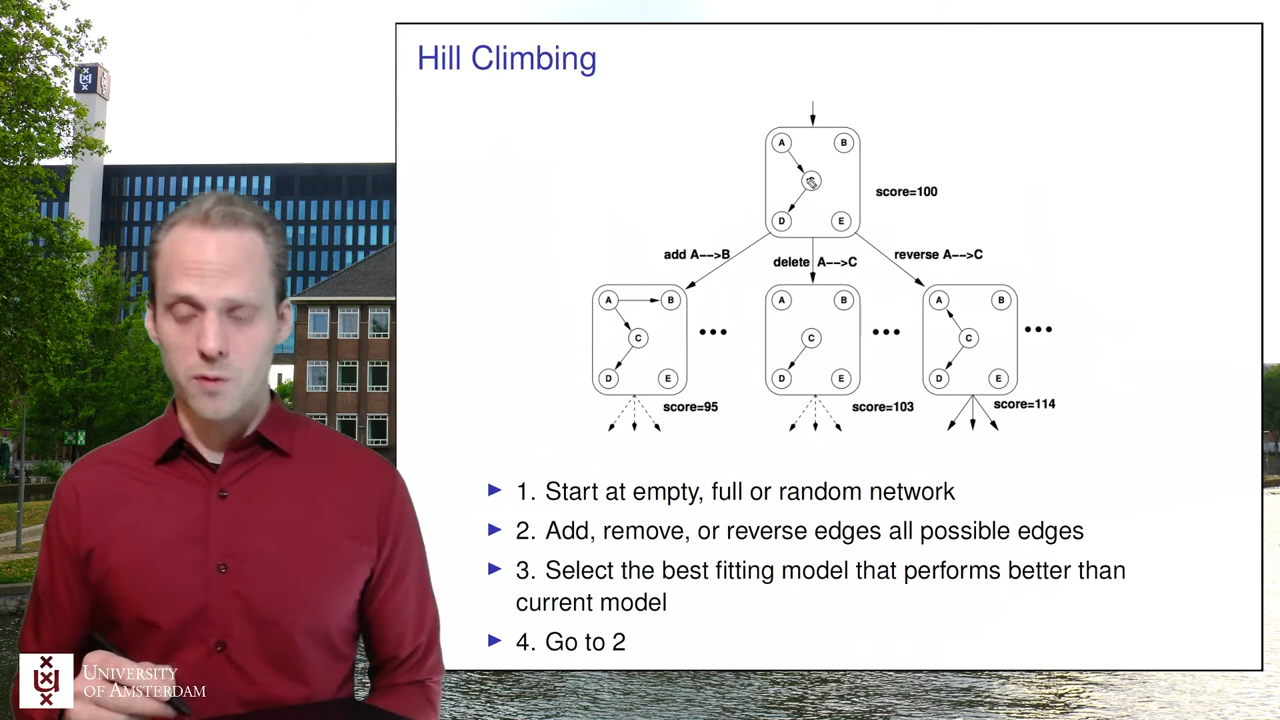 Hill Climbing
A B
D E
score=100
add A-->B
delete A-->C
reverse A-->C
A B
C
D E
score=95
A B
C
D E
score=103
A B
C
D E
score=114
1. Start at empty, full or random network
2. Add, remove, or reverse edges all possible edges
3. Select the best fitting model that performs better than
current model
4. Go to 2
UNIVERSITY
OF AMSTERDAM